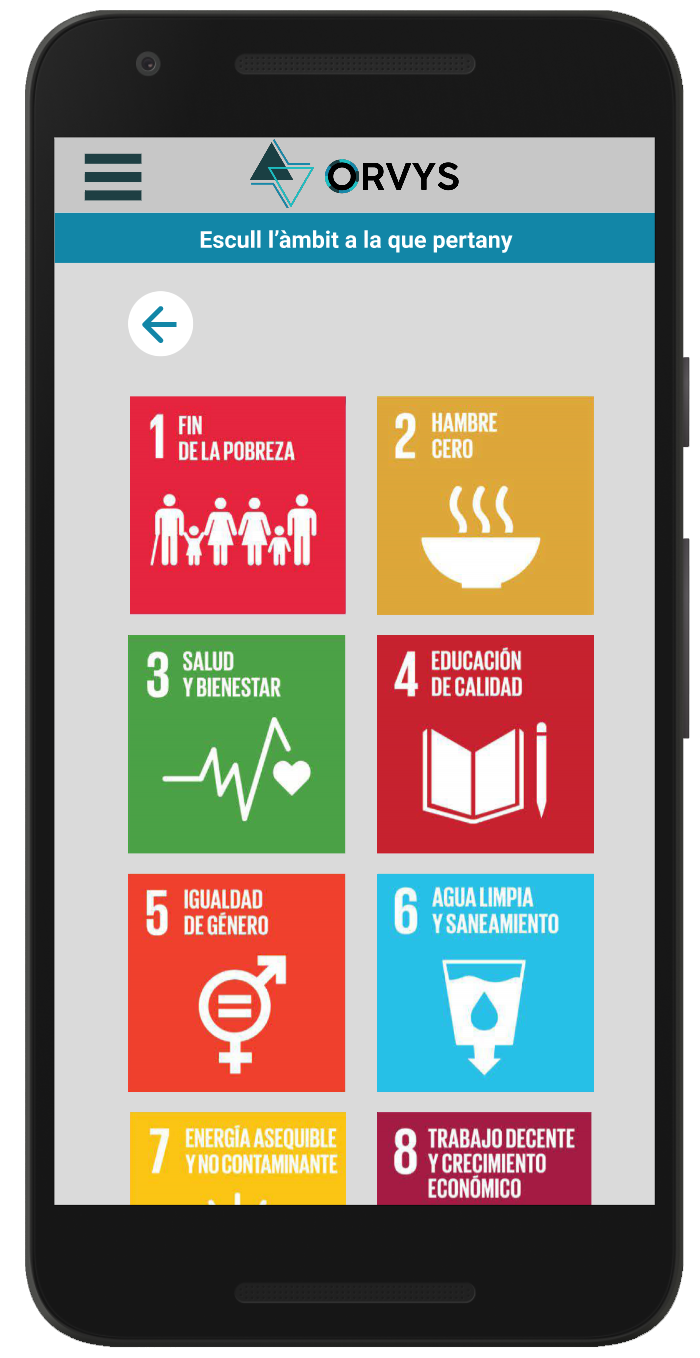 ORVYS
Escull l'àmbit a la que pertany
1 FIN
DE LA POBREZA
2 HAMBRE
CERO
3 SALUD
Y BIENESTAR
4 EDUCACIÓN
DE CALIDAD
5 IGUALDAD
DE GÉNERO
6 AGUA LIMPIA
Y SANEAMIENTO
7 ENERGÍA ASEQUIBLE
Y NO CONTAMINANTE
8 TRABAJO DECENTE
Y CRECIMIENTO
ECONÓMICO